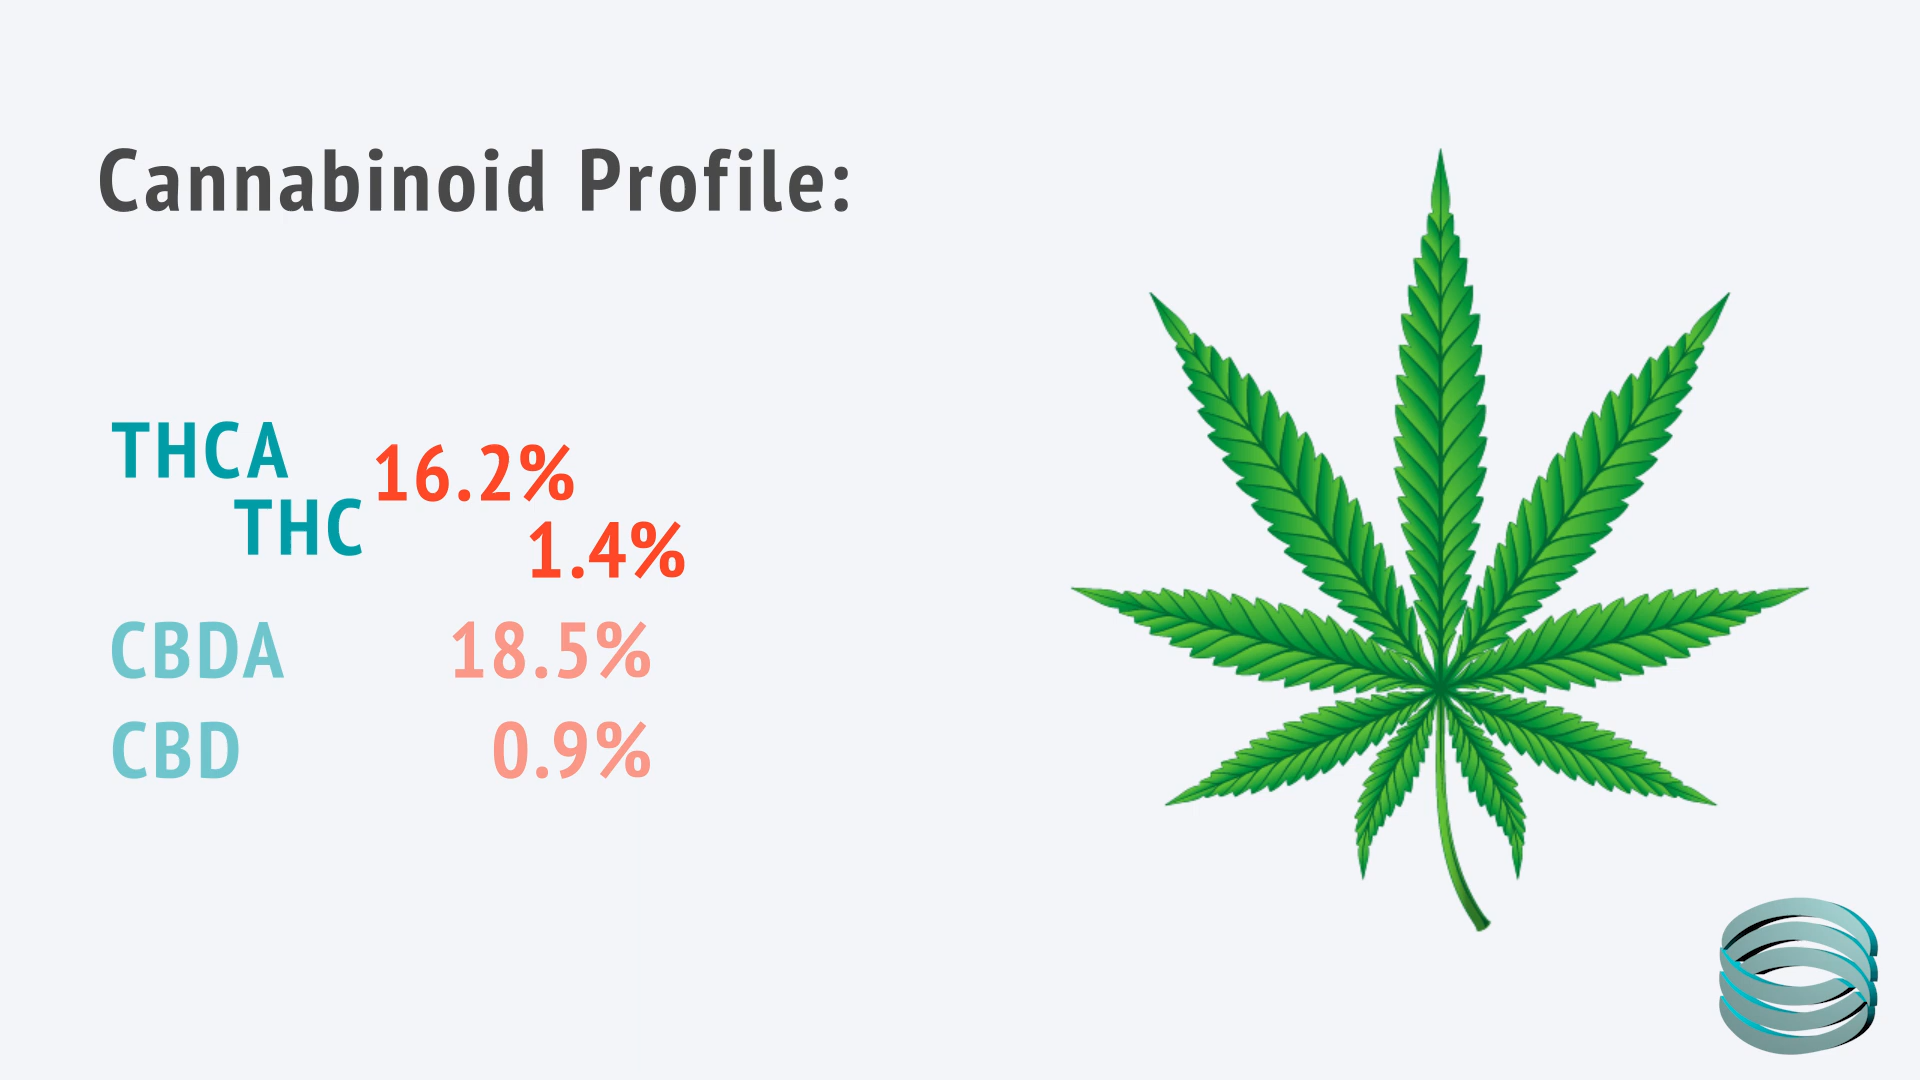 Cannabinoid Profile:
THCA 16.2%
THC 1.4%
CBDA 18.5%
CBD 0.9%